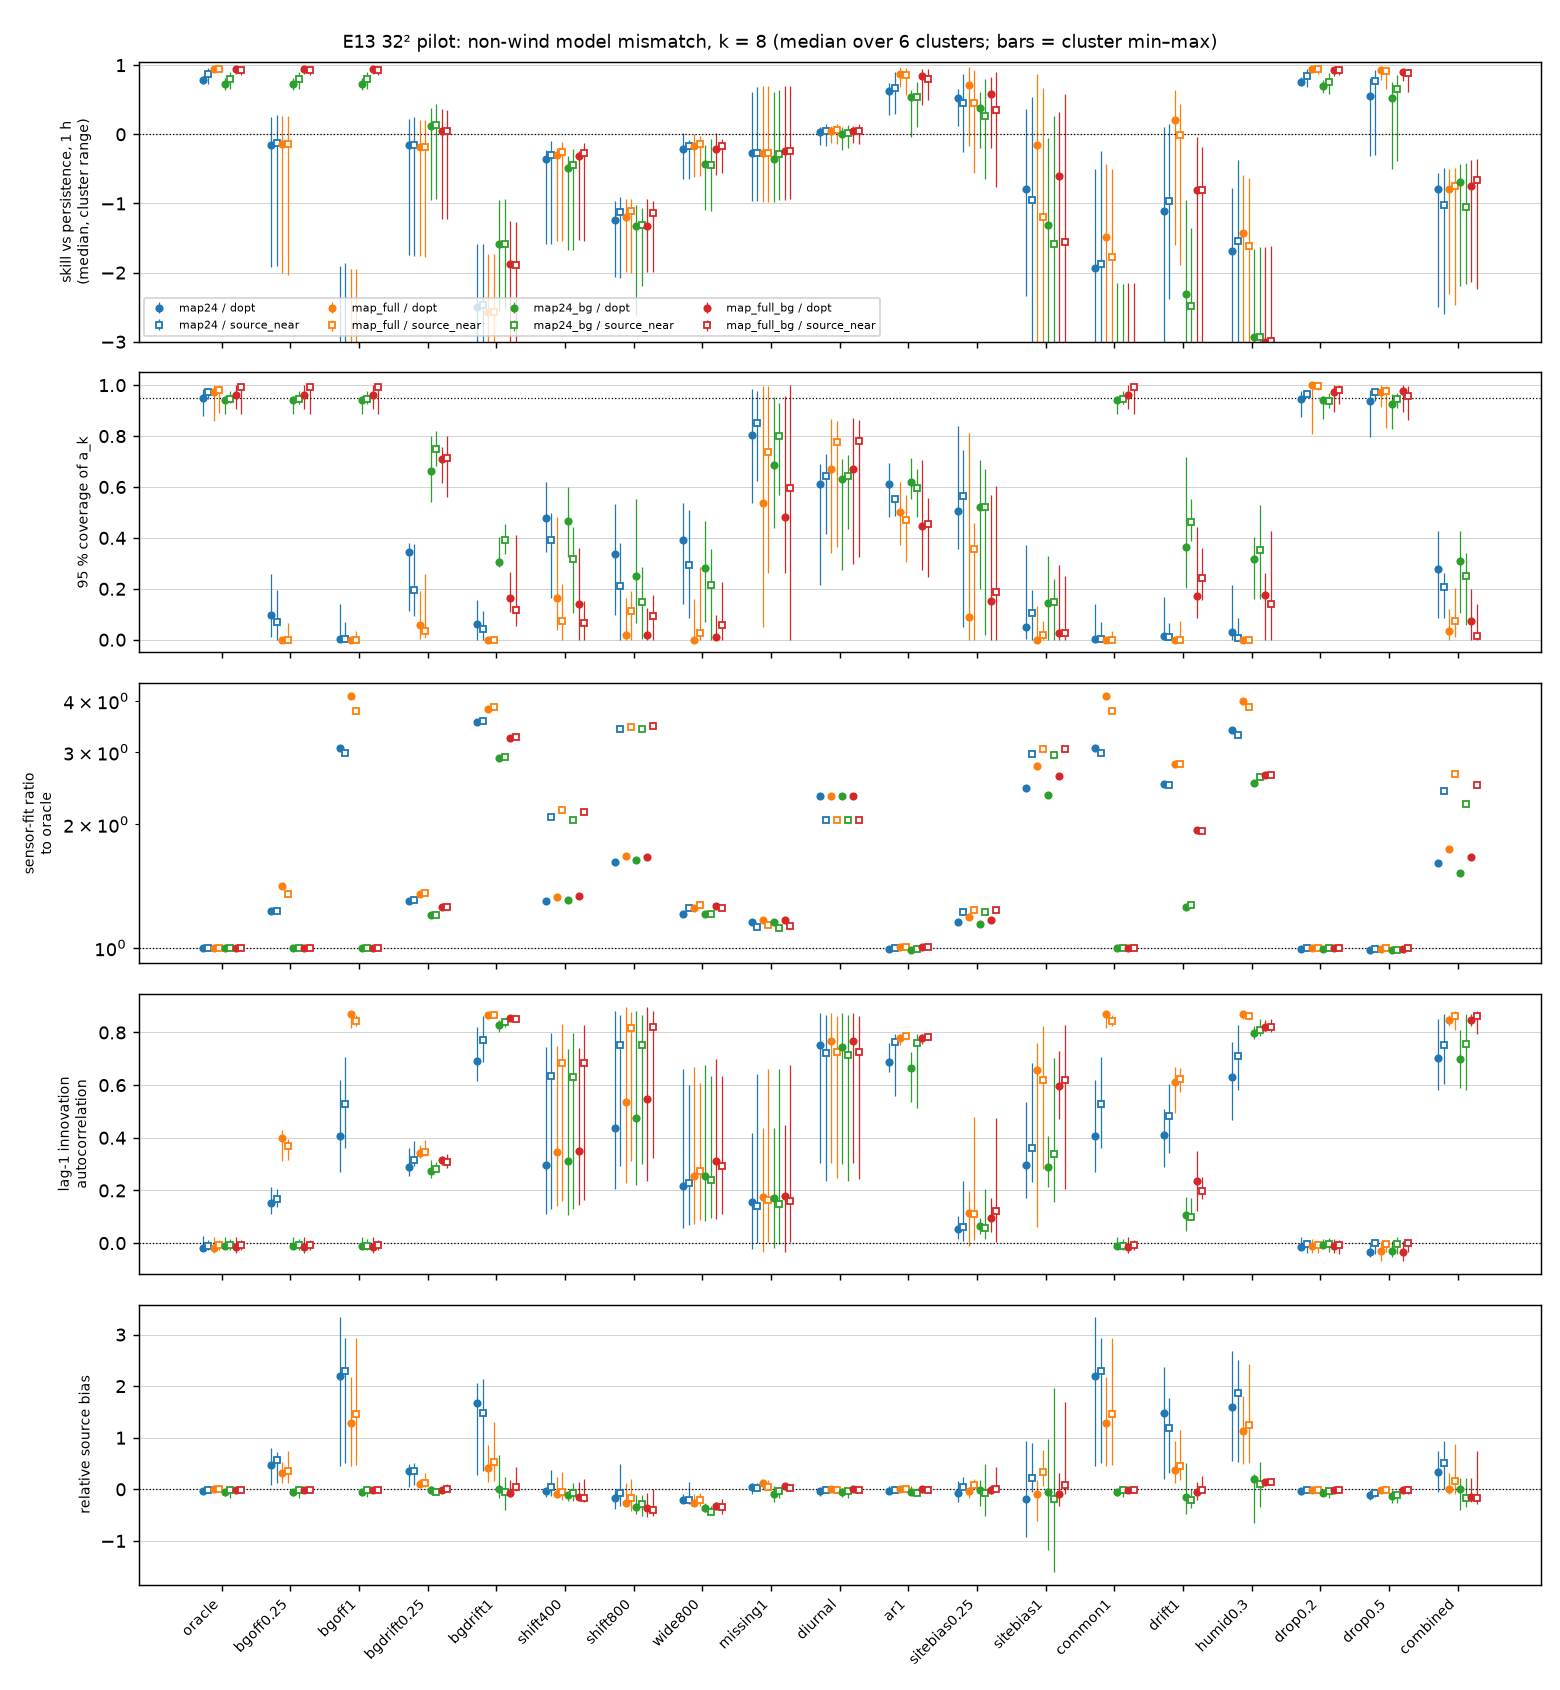 E13 32² pilot: non-wind model mismatch, k = 8 (median over 6 clusters; bars = cluster min–max)
skill vs persistence, 1 h
(median, cluster range)
1
0
−1
−2
−3
map24 / dopt
map24 / source_near
map_full / dopt
map_full / source_near
map24_bg / dopt
map24_bg / source_near
map_full_bg / dopt
map_full_bg / source_near
95 % coverage of a_k
1.0
0.8
0.6
0.4
0.2
0.0
sensor-fit ratio
to oracle
4 × 10⁰
3 × 10⁰
2 × 10⁰
10⁰
lag-1 innovation
autocorrelation
0.8
0.6
0.4
0.2
0.0
relative source bias
3
2
1
0
−1
oracle
bgoff0.25
bgoff1
bgdrift0.25
bgdrift1
shift400
shift800
wide800
missing1
diurnal
ar1
sitebias0.25
sitebias1
common1
drift1
humid0.3
drop0.2
drop0.5
combined